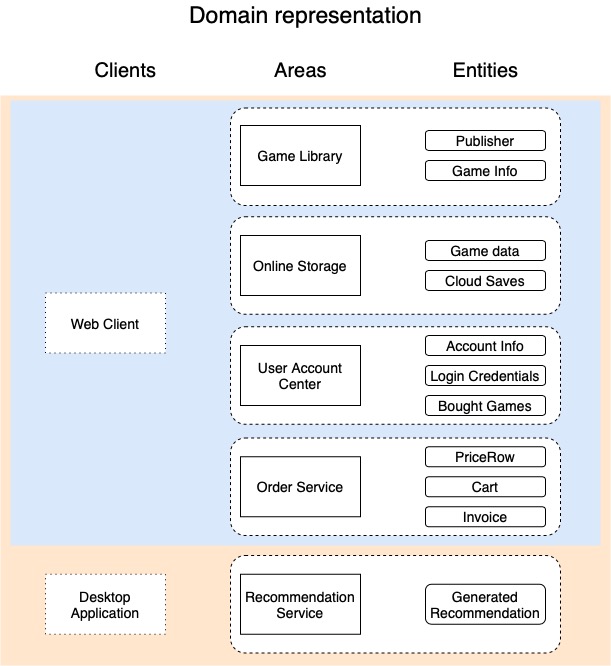 Domain representation
Clients
Areas
Entities
Game Library
Publisher
Game Info
Online Storage
Game data
Cloud Saves
Web Client
User Account
Center
Account Info
Login Credentials
Bought Games
Order Service
PriceRow
Cart
Invoice
Desktop
Application
Recommendation
Service
Generated
Recommendation